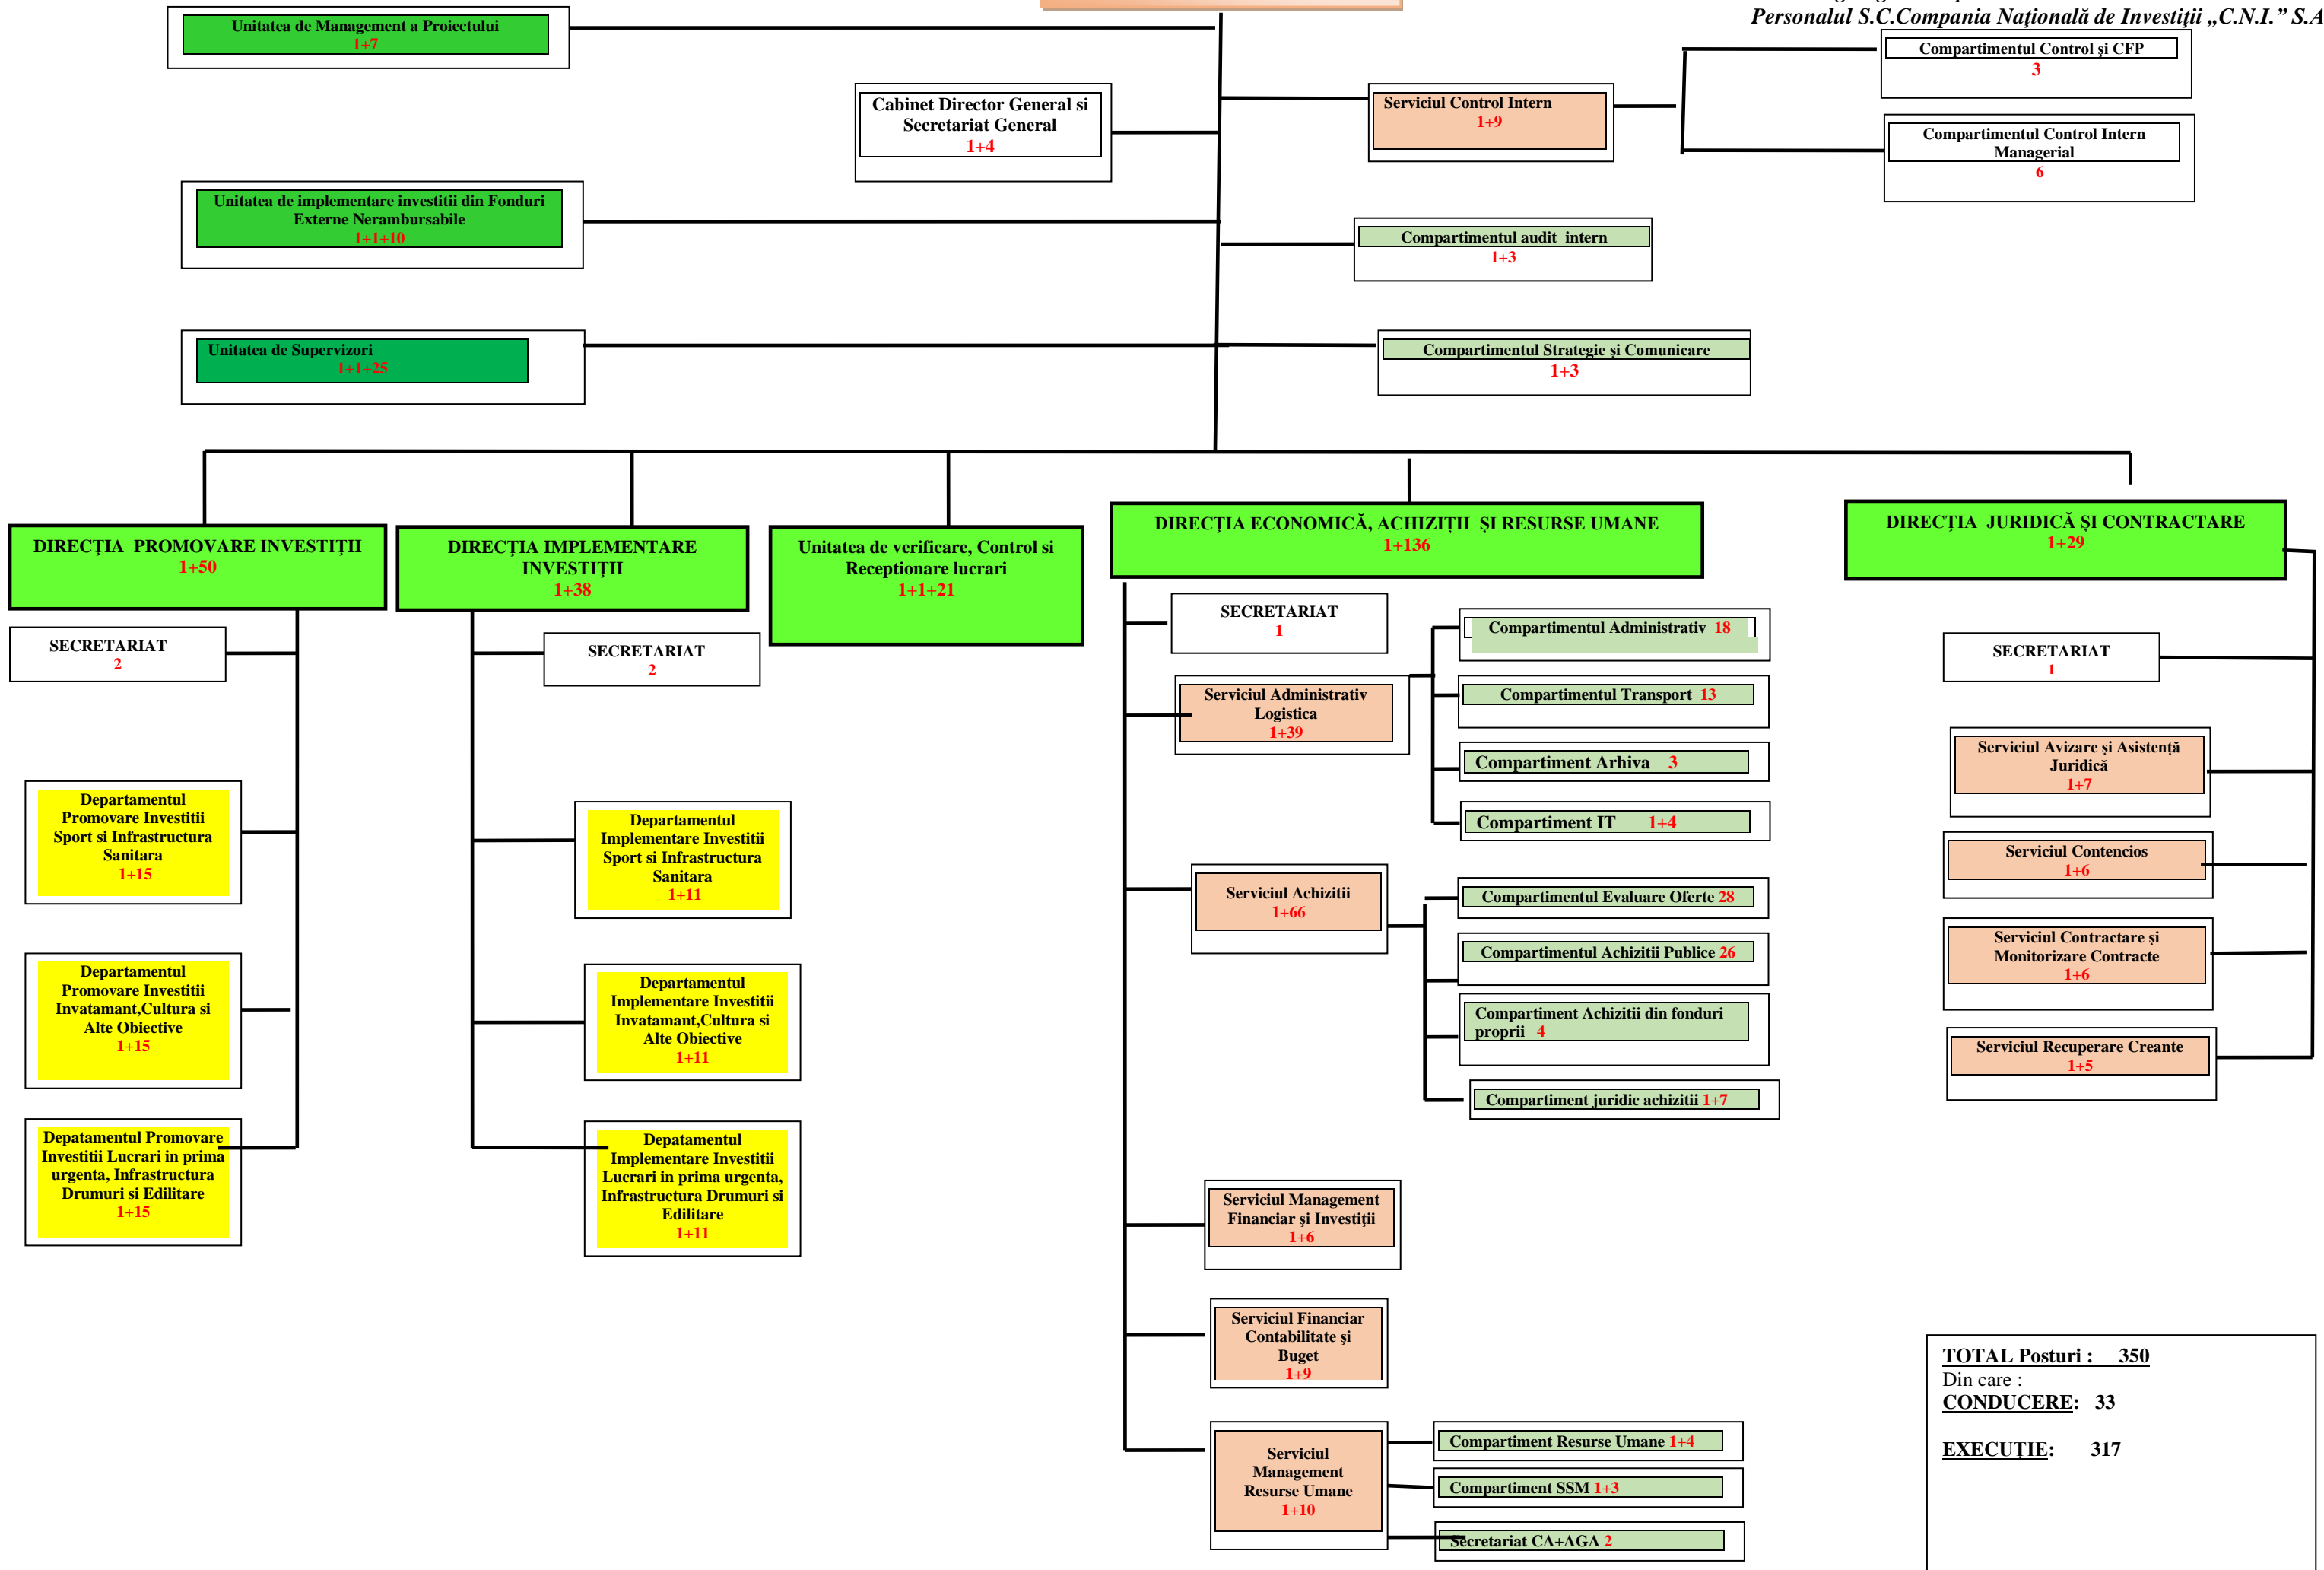 Personalul S.C.Compania Naţională de Investiţii „C.N.I.” S.A
Unitatea de Management a Proiectului
1+7
Compartimentul Control şi CFP
3
Cabinet Director General si
Secretariat General
1+4
Serviciul Control Intern
1+9
Compartimentul Control Intern
Managerial
6
Unitatea de implementare investitii din Fonduri
Externe Nerambursabile
1+1+10
Compartimentul audit intern
1+3
Unitatea de Supervizori
1+1+25
Compartimentul Strategie și Comunicare
1+3
DIRECŢIA PROMOVARE INVESTIŢII
1+50
SECRETARIAT
2
Departamentul
Promovare Investitii
Sport si Infrastructura
Sanitara
1+15
Departamentul
Promovare Investitii
Invatamant,Cultura si
Alte Obiective
1+15
Depatamentul Promovare
Investitii Lucrari in prima
urgenta, Infrastructura
Drumuri si Edilitare
1+15
DIRECŢIA IMPLEMENTARE
INVESTIŢII
1+38
SECRETARIAT
2
Departamentul
Implementare Investitii
Sport si Infrastructura
Sanitara
1+11
Departamentul
Implementare Investitii
Invatamant,Cultura si
Alte Obiective
1+11
Depatamentul
Implementare Investitii
Lucrari in prima urgenta,
Infrastructura Drumuri si
Edilitare
1+11
Unitatea de verificare, Control si
Receptionare lucrari
1+1+21
DIRECȚIA ECONOMICĂ, ACHIZIȚII ȘI RESURSE UMANE
1+136
SECRETARIAT
1
Serviciul Administrativ
Logistica
1+39
Compartimentul Administrativ 18
Compartimentul Transport 13
Compartiment Arhiva 3
Compartiment IT 1+4
Serviciul Achizitii
1+66
Compartimentul Evaluare Oferte 28
Compartimentul Achizitii Publice 26
Compartiment Achizitii din fonduri
proprii 4
Compartiment juridic achizitii 1+7
Serviciul Management
Financiar şi Investiţii
1+6
Serviciul Financiar
Contabilitate şi
Buget
1+9
Serviciul
Management
Resurse Umane
1+10
Compartiment Resurse Umane 1+4
Compartiment SSM 1+3
Secretariat CA+AGA 2
DIRECȚIA JURIDICĂ ȘI CONTRACTARE
1+29
SECRETARIAT
1
Serviciul Avizare și Asistență
Juridică
1+7
Serviciul Contencios
1+6
Serviciul Contractare și
Monitorizare Contracte
1+6
Serviciul Recuperare Creante
1+5
TOTAL Posturi : 350
Din care :
CONDUCERE: 33
EXECUŢIE: 317